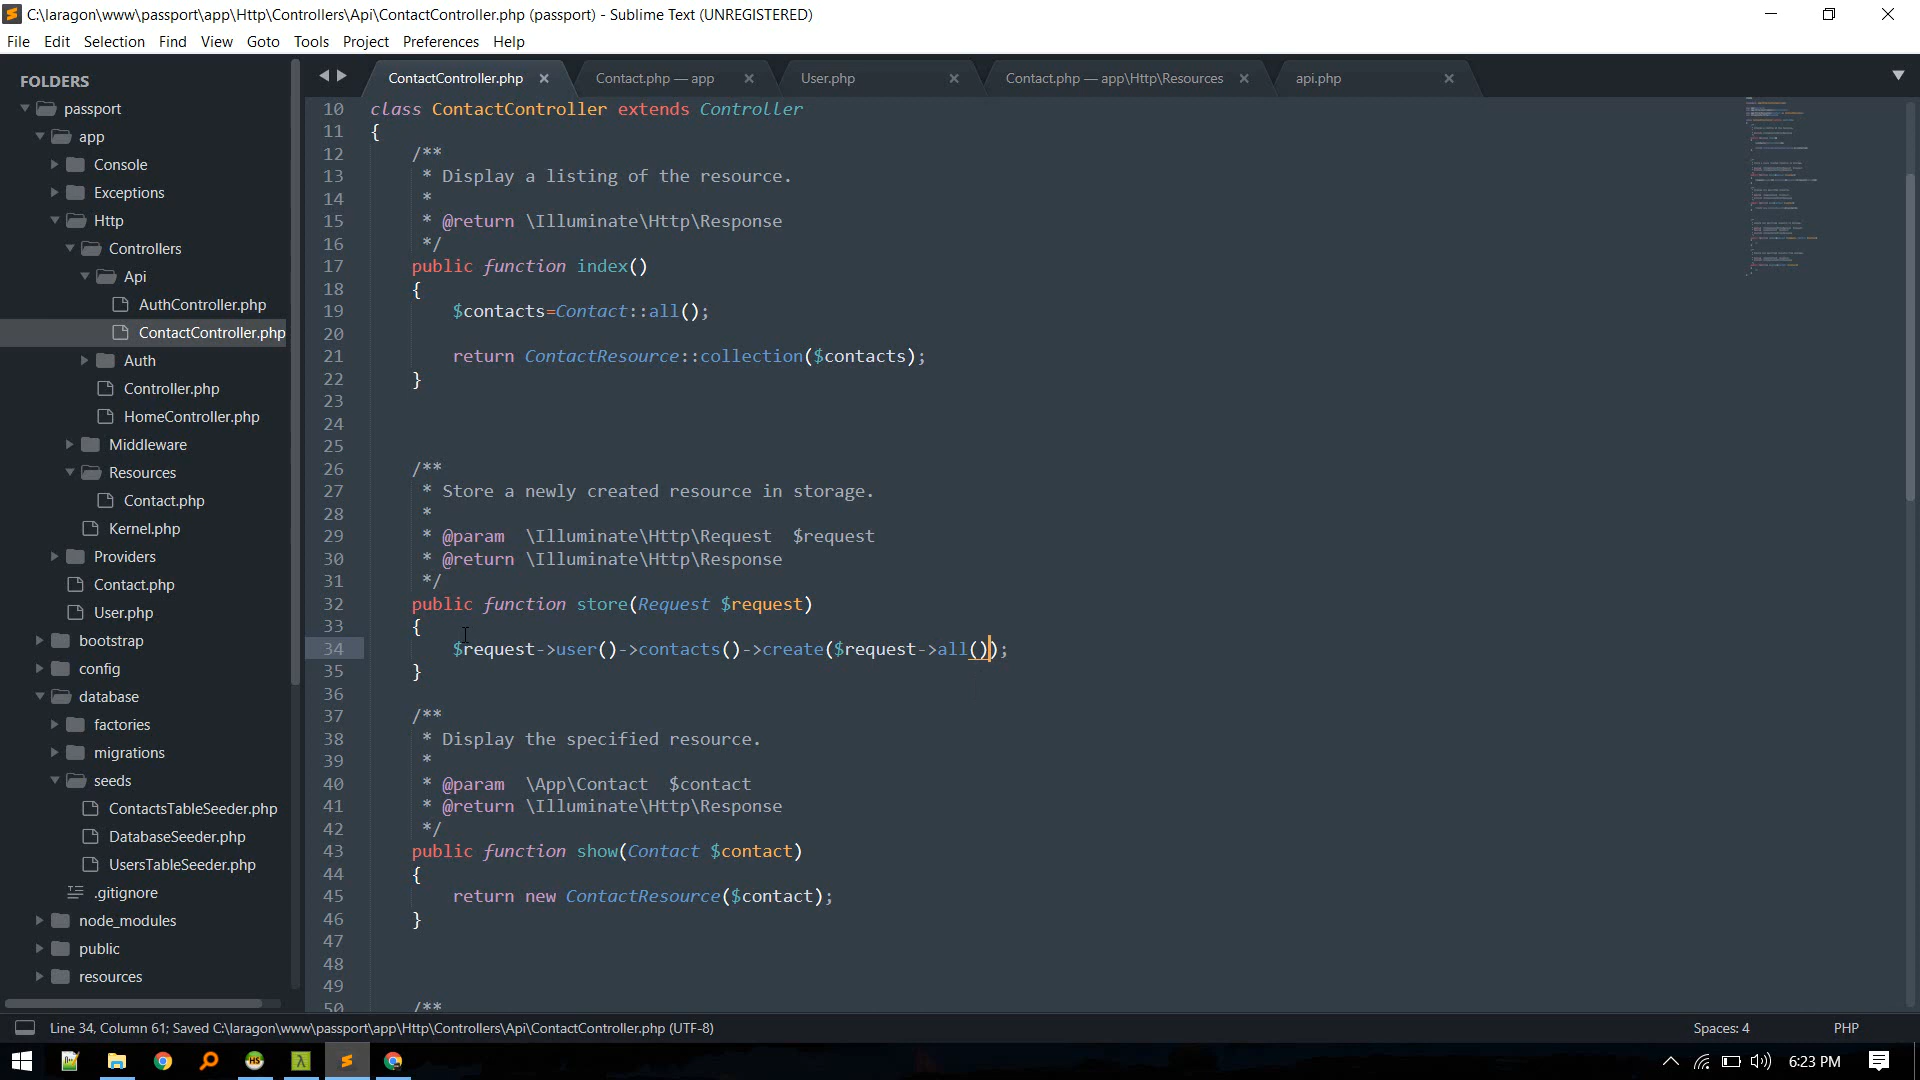 C:\laragon\www\passport\app\Http\Controllers\Api\ContactController.php (passport) - Sublime Text (UNREGISTERED)
File Edit Selection Find View Goto Tools Project Preferences Help
FOLDERS
passport
app
Console
Exceptions
Http
Controllers
Api
AuthController.php
ContactController.php
Auth
Controller.php
HomeController.php
Middleware
Resources
Contact.php
Kernel.php
Providers
Contact.php
User.php
bootstrap
config
database
factories
migrations
seeds
ContactsTableSeeder.php
DatabaseSeeder.php
UsersTableSeeder.php
.gitignore
node_modules
public
resources
ContactController.php Contact.php — app User.php Contact.php — app\Http\Resources api.php
10 class ContactController extends Controller
11 {
12 /**
13 * Display a listing of the resource.
14 *
15 * @return \Illuminate\Http\Response
16 */
17 public function index()
18 {
19 $contacts=Contact::all();
20
21 return ContactResource::collection($contacts);
22 }
23
24
25
26 /**
27 * Store a newly created resource in storage.
28 *
29 * @param  \Illuminate\Http\Request  $request
30 * @return \Illuminate\Http\Response
31 */
32 public function store(Request $request)
33 {
34 $request->user()->contacts()->create($request->all());
35 }
36
37 /**
38 * Display the specified resource.
39 *
40 * @param  \App\Contact  $contact
41 * @return \Illuminate\Http\Response
42 */
43 public function show(Contact $contact)
44 {
45 return new ContactResource($contact);
46 }
47
48
49
50 /**
Line 34, Column 61; Saved C:\laragon\www\passport\app\Http\Controllers\Api\ContactController.php (UTF-8) Spaces: 4 PHP
6:23 PM